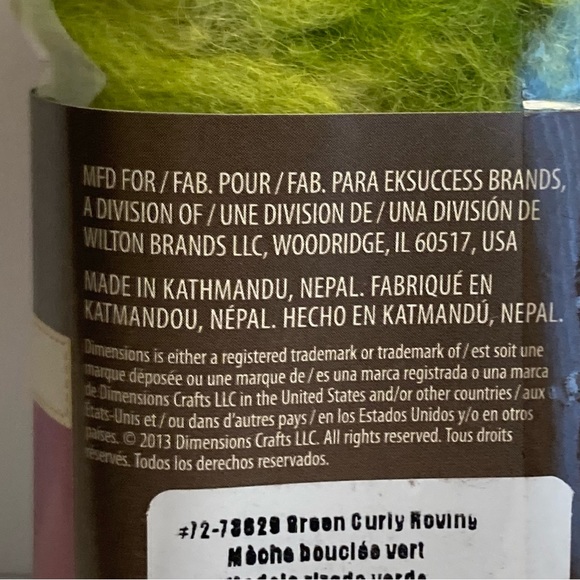 MFD FOR / FAB. POUR / FAB. PARA EKSUCCESS BRANDS,
A DIVISION OF / UNE DIVISION DE / UNA DIVISIÓN DE
WILTON BRANDS LLC, WOODRIDGE, IL 60517, USA
MADE IN KATHMANDU, NEPAL. FABRIQUÉ EN
KATMANDOU, NÉPAL. HECHO EN KATMANDÚ, NEPAL.
Dimensions is either a registered trademark or trademark of / est soit une
marque déposée ou une marque de / es una marca registrada o una marca
de Dimensions Crafts LLC in the United States and/or other countries / aux
États-Unis et / ou dans d'autres pays / en los Estados Unidos y/o en otros
países. © 2013 Dimensions Crafts LLC. All rights reserved. Tous droits
réservés. Todos los derechos reservados.
#72-73629 Green Curly Roving
Mèche bouclée vert